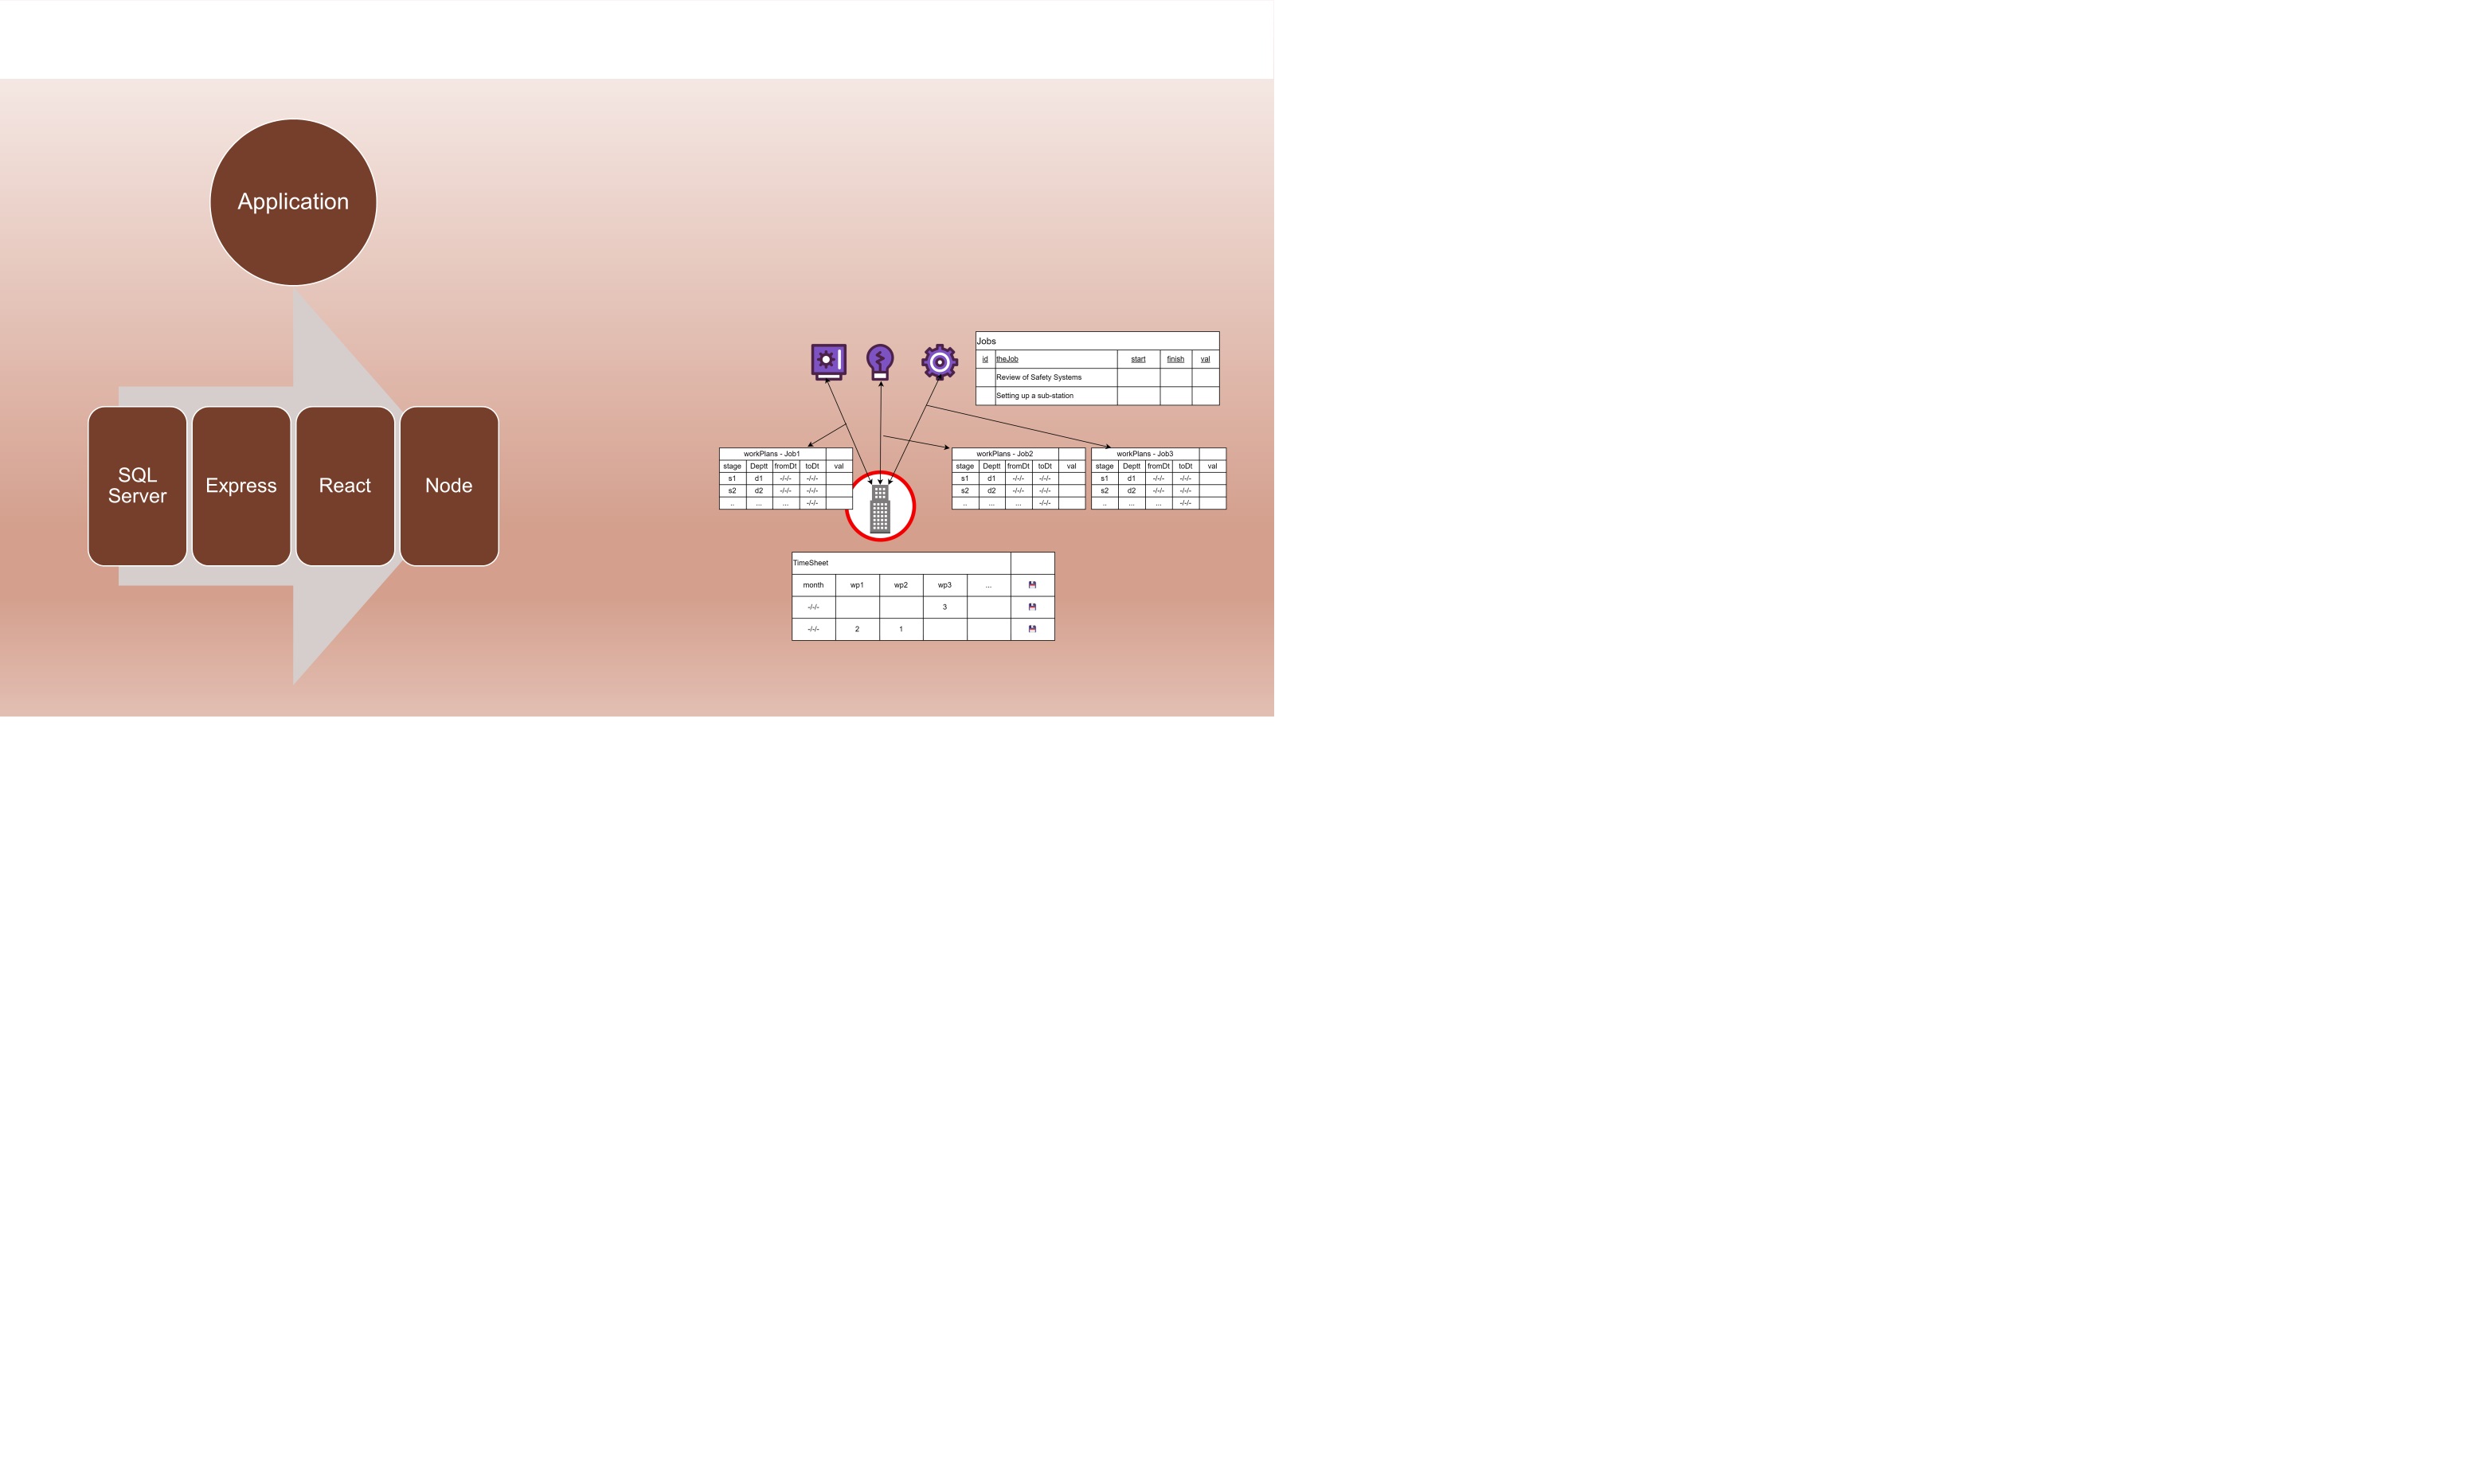 Application
SQL
Server
Express
React
Node
Jobs
id theJob start finish val
Review of Safety Systems
Setting up a sub-station
workPlans - Job1
stage Deptt fromDt toDt val
s1 d1 -/-/- -/-/-
s2 d2 -/-/- -/-/-
.. ... ... -/-/-
workPlans - Job2
stage Deptt fromDt toDt val
s1 d1 -/-/- -/-/-
s2 d2 -/-/- -/-/-
.. ... ... -/-/-
workPlans - Job3
stage Deptt fromDt toDt val
s1 d1 -/-/- -/-/-
s2 d2 -/-/- -/-/-
.. ... ... -/-/-
TimeSheet
month wp1 wp2 wp3 ...
-/-/- 3
-/-/- 2 1